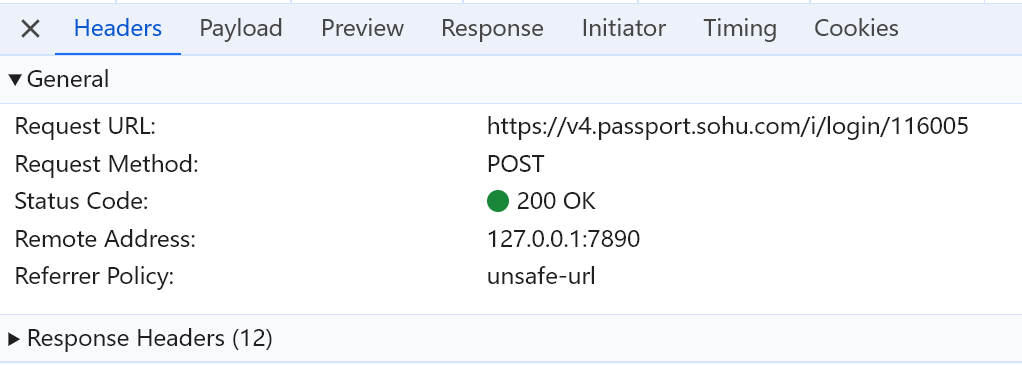 Headers Payload Preview Response Initiator Timing Cookies
General
Request URL: https://v4.passport.sohu.com/i/login/116005
Request Method: POST
Status Code: 200 OK
Remote Address: 127.0.0.1:7890
Referrer Policy: unsafe-url
Response Headers (12)